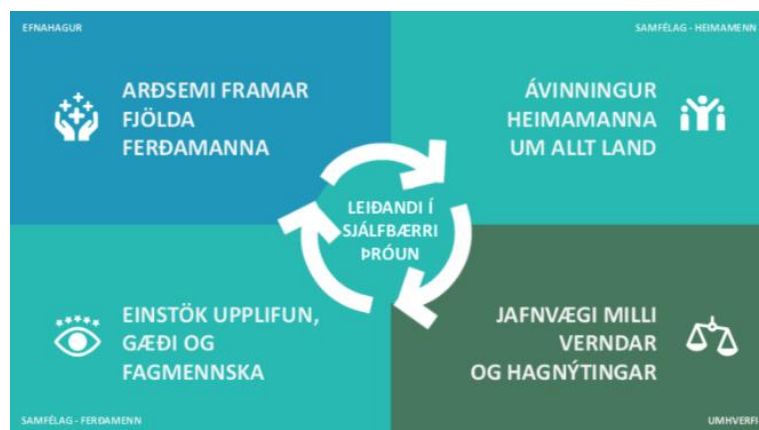 EFNAHAGUR
ARÐSEMI FRAMAR
FJÖLDA
FERÐAMANNA
SAMFÉLAG - HEIMAMENN
ÁVINNINGUR
HEIMAMANNA
UM ALLT LAND
LEIÐANDI Í
SJÁLFBÆRRI
ÞRÓUN
EINSTÖK UPPLIFUN,
GÆÐI OG
FAGMENNSKA
SAMFÉLAG - FERÐAMENN
JAFNVÆGI MILLI
VERNDAR
OG HAGNÝTINGAR
UMHVERFI